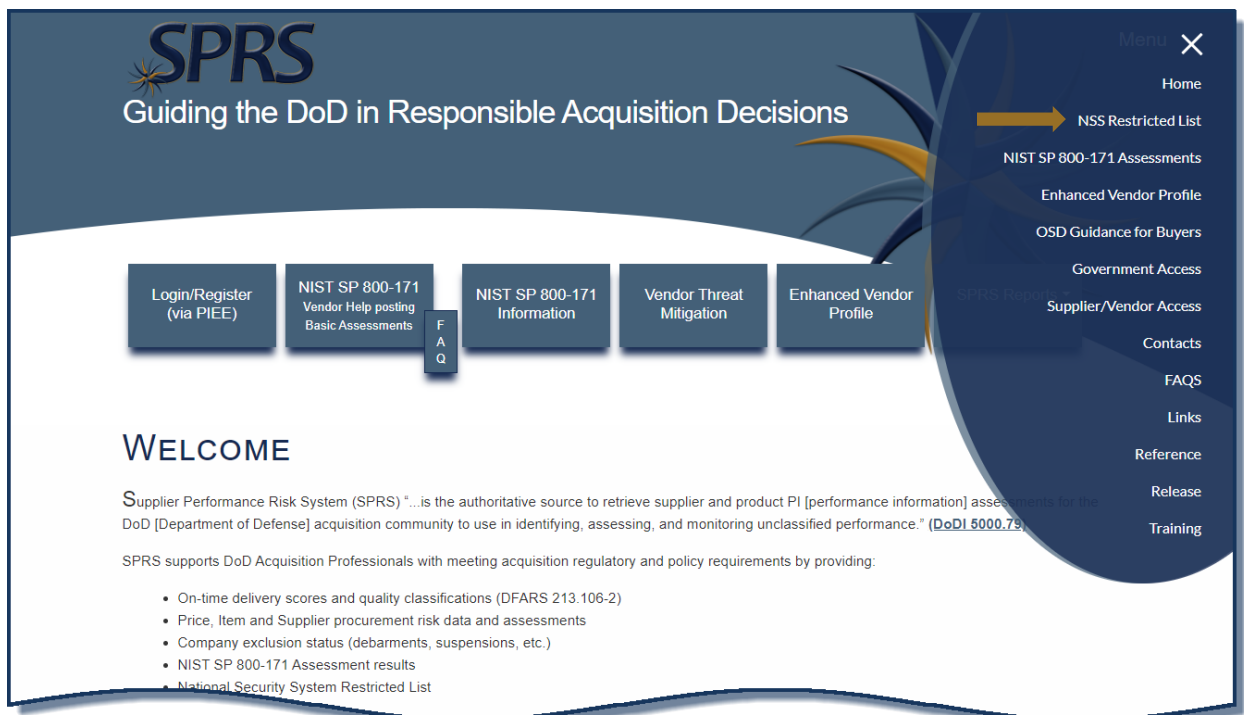 SPRS
Guiding the DoD in Responsible Acquisition Decisions
Menu
Home
NSS Restricted List
NIST SP 800-171 Assessments
Enhanced Vendor Profile
OSD Guidance for Buyers
Government Access
Supplier/Vendor Access
Contacts
FAQS
Links
Reference
Release
Training
Login/Register
(via PIEE)
NIST SP 800-171
Vendor Help posting
Basic Assessments
F
A
Q
NIST SP 800-171
Information
Vendor Threat
Mitigation
Enhanced Vendor
Profile
SPRS Reports
WELCOME
Supplier Performance Risk System (SPRS) “...is the authoritative source to retrieve supplier and product PI [performance information] assessments for the
DoD [Department of Defense] acquisition community to use in identifying, assessing, and monitoring unclassified performance.” (DoDI 5000.79)
SPRS supports DoD Acquisition Professionals with meeting acquisition regulatory and policy requirements by providing:
• On-time delivery scores and quality classifications (DFARS 213.106-2)
• Price, Item and Supplier procurement risk data and assessments
• Company exclusion status (debarments, suspensions, etc.)
• NIST SP 800-171 Assessment results
• National Security System Restricted List